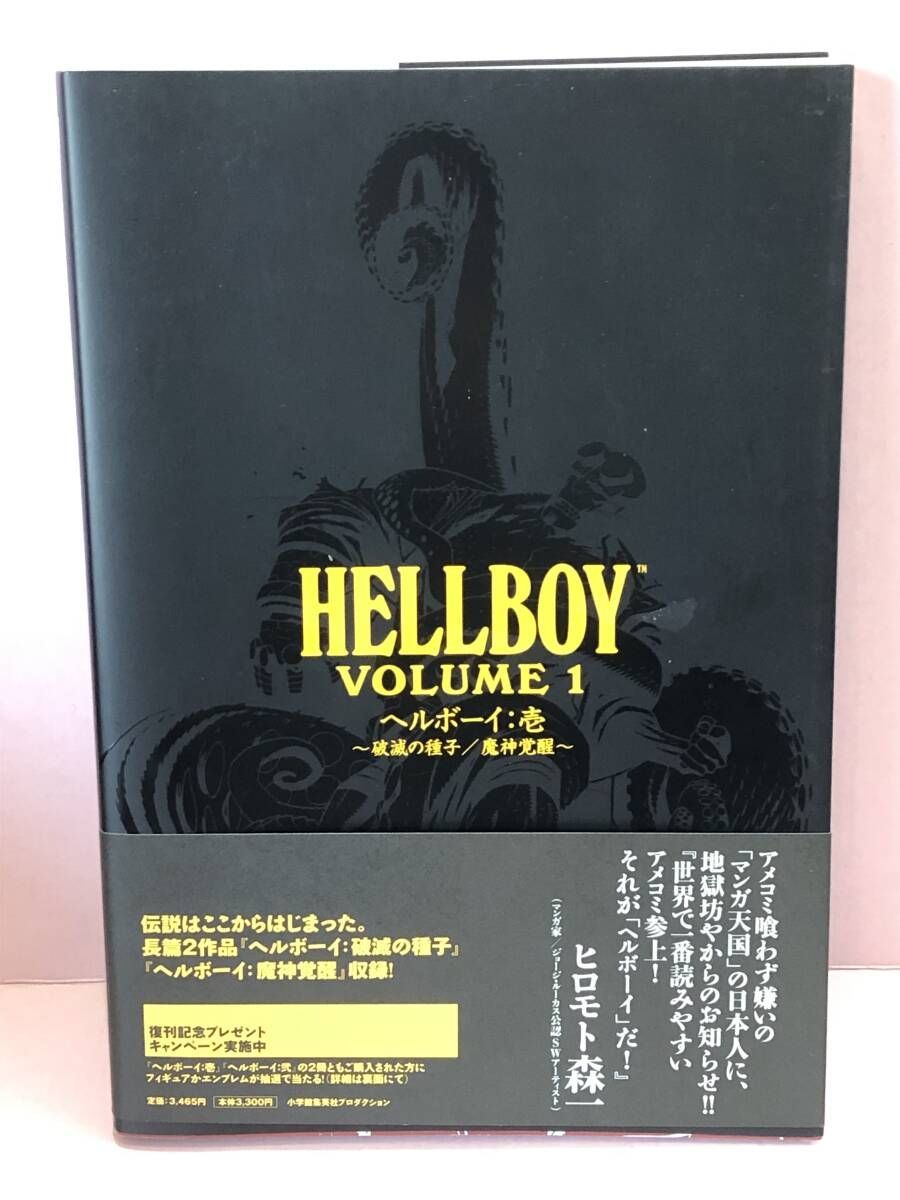 HELLBOY™
VOLUME 1
ヘルボーイ:壱
〜破滅の種子/魔神覚醒〜
アメコミ喰わず嫌いの
「マンガ天国」の日本人に、
地獄坊やからのお知らせ!!
『世界で一番読みやすい
アメコミ参上!
それが「ヘルボーイ」だ!』
ヒロモト森一
(マンガ家/ジョージ・ルーカス公認SWアーティスト)
伝説はここからはじまった。
長篇2作品『ヘルボーイ:破滅の種子』
『ヘルボーイ:魔神覚醒』収録!
復刊記念プレゼント
キャンペーン実施中
「ヘルボーイ:壱」「ヘルボーイ:弐」の2冊ともご購入された方に
フィギュアかエンブレムが抽選で当たる!(詳細は裏面にて)
定価:3,465円 本体3,300円 小学館集英社プロダクション